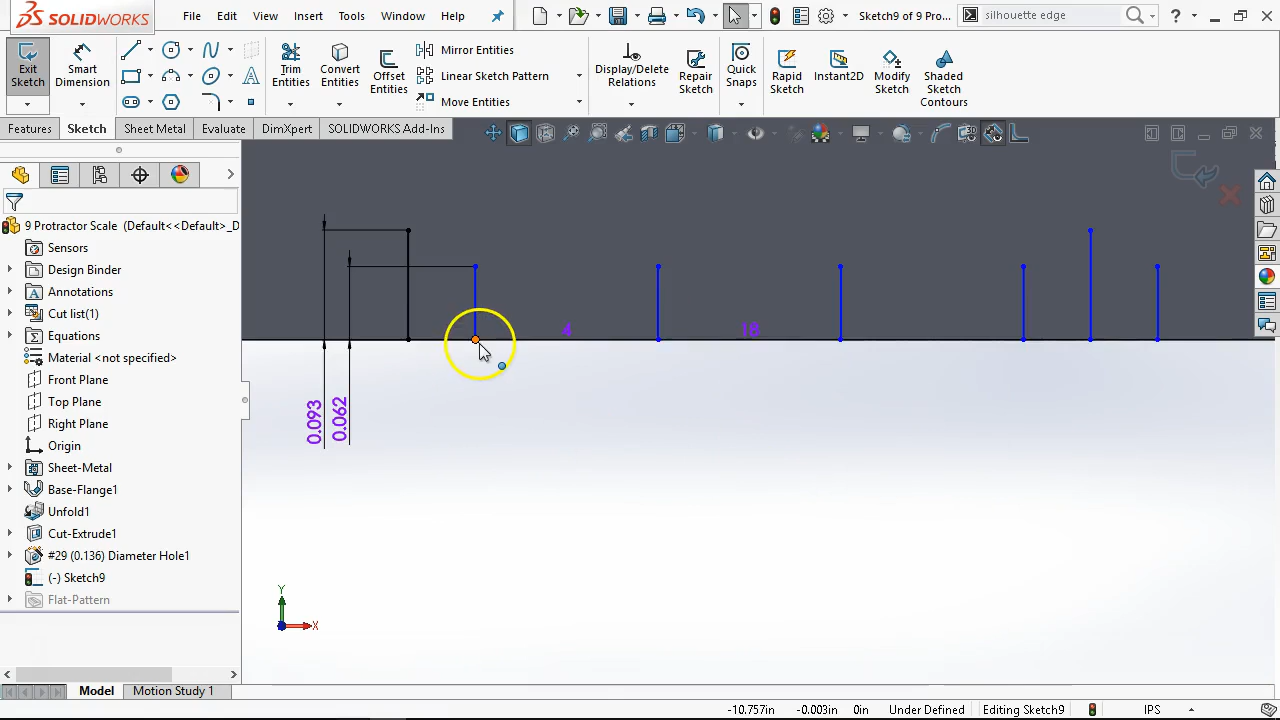 SOLIDWORKS File Edit View Insert Tools Window Help Sketch9 of 9 Pro... silhouette edge
Exit Sketch
Smart Dimension
Trim Entities
Convert Entities
Offset Entities
Mirror Entities
Linear Sketch Pattern
Move Entities
Display/Delete Relations
Repair Sketch
Quick Snaps
Rapid Sketch
Instant2D
Modify Sketch
Shaded Sketch Contours
Features Sketch Sheet Metal Evaluate DimXpert SOLIDWORKS Add-Ins
9 Protractor Scale (Default<<Default>_D
Sensors
Design Binder
Annotations
Cut list(1)
Equations
Material <not specified>
Front Plane
Top Plane
Right Plane
Origin
Sheet-Metal
Base-Flange1
Unfold1
Cut-Extrude1
#29 (0.136) Diameter Hole1
(-) Sketch9
Flat-Pattern
4
18
0.093
0.062
Y
X
Model Motion Study 1
-10.757in -0.003in 0in Under Defined Editing Sketch9 IPS